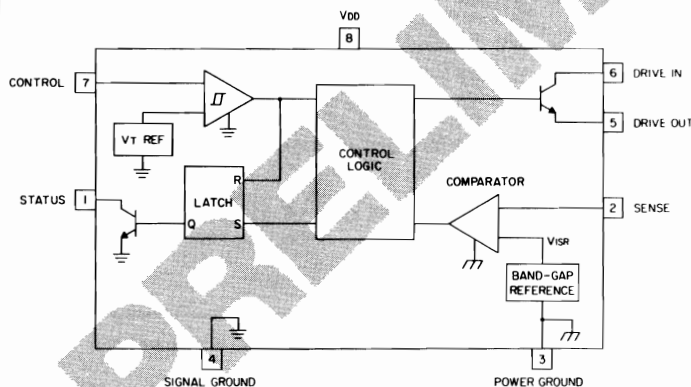 VDD
8
CONTROL 7
6 DRIVE IN
VT REF
5 DRIVE OUT
CONTROL
LOGIC
R
COMPARATOR
STATUS 1
LATCH
2 SENSE
Q S
VISR
BAND-GAP
REFERENCE
4
3
SIGNAL GROUND
POWER GROUND
PRELIM